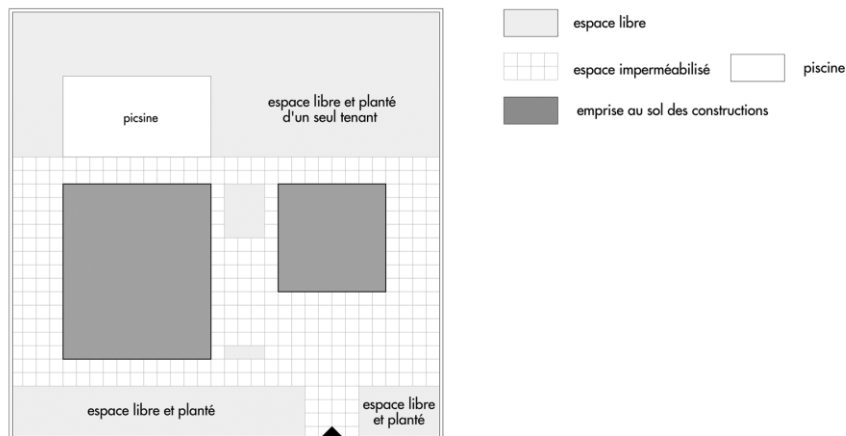 picsine
espace libre et planté
d'un seul tenant
espace libre et planté
espace libre
et planté
espace libre
espace imperméabilisé
piscine
emprise au sol des constructions